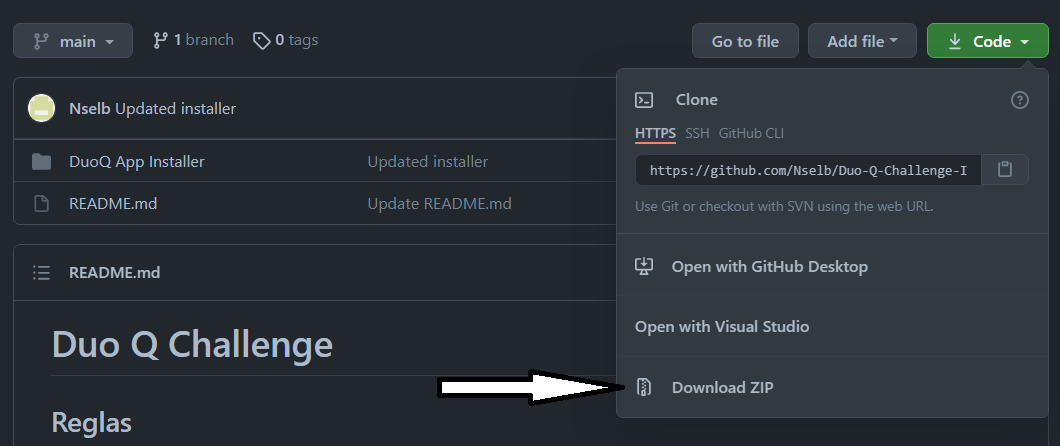 main
1 branch
0 tags
Go to file
Add file
Code
Nselb Updated installer
DuoQ App Installer
Updated installer
README.md
Update README.md
README.md
Duo Q Challenge
Reglas
Clone
HTTPS SSH GitHub CLI
https://github.com/Nselb/Duo-Q-Challenge-I
Use Git or checkout with SVN using the web URL.
Open with GitHub Desktop
Open with Visual Studio
Download ZIP